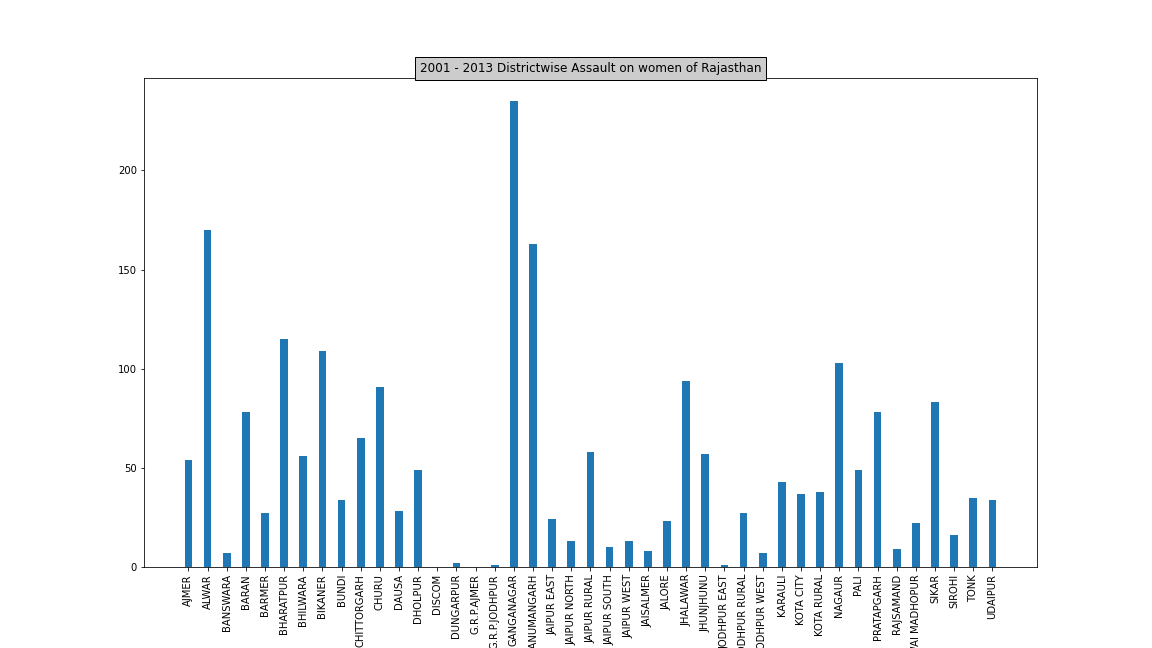 2001 - 2013 Districtwise Assault on women of Rajasthan
200
150
100
50
0
AJMER
ALWAR
BANSWARA
BARAN
BARMER
BHARATPUR
BHILWARA
BIKANER
BUNDI
CHITTORGARH
CHURU
DAUSA
DHOLPUR
DISCOM
DUNGARPUR
G.R.P.AJMER
G.R.P.JODHPUR
GANGANAGAR
ANUMANGARH
JAIPUR EAST
JAIPUR NORTH
JAIPUR RURAL
JAIPUR SOUTH
JAIPUR WEST
JAISALMER
JALORE
JHALAWAR
JHUNJHUNU
JODHPUR EAST
DDHPUR RURAL
ODHPUR WEST
KARAULI
KOTA CITY
KOTA RURAL
NAGAUR
PALI
PRATAPGARH
RAJSAMAND
AI MADHOPUR
SIKAR
SIROHI
TONK
UDAIPUR